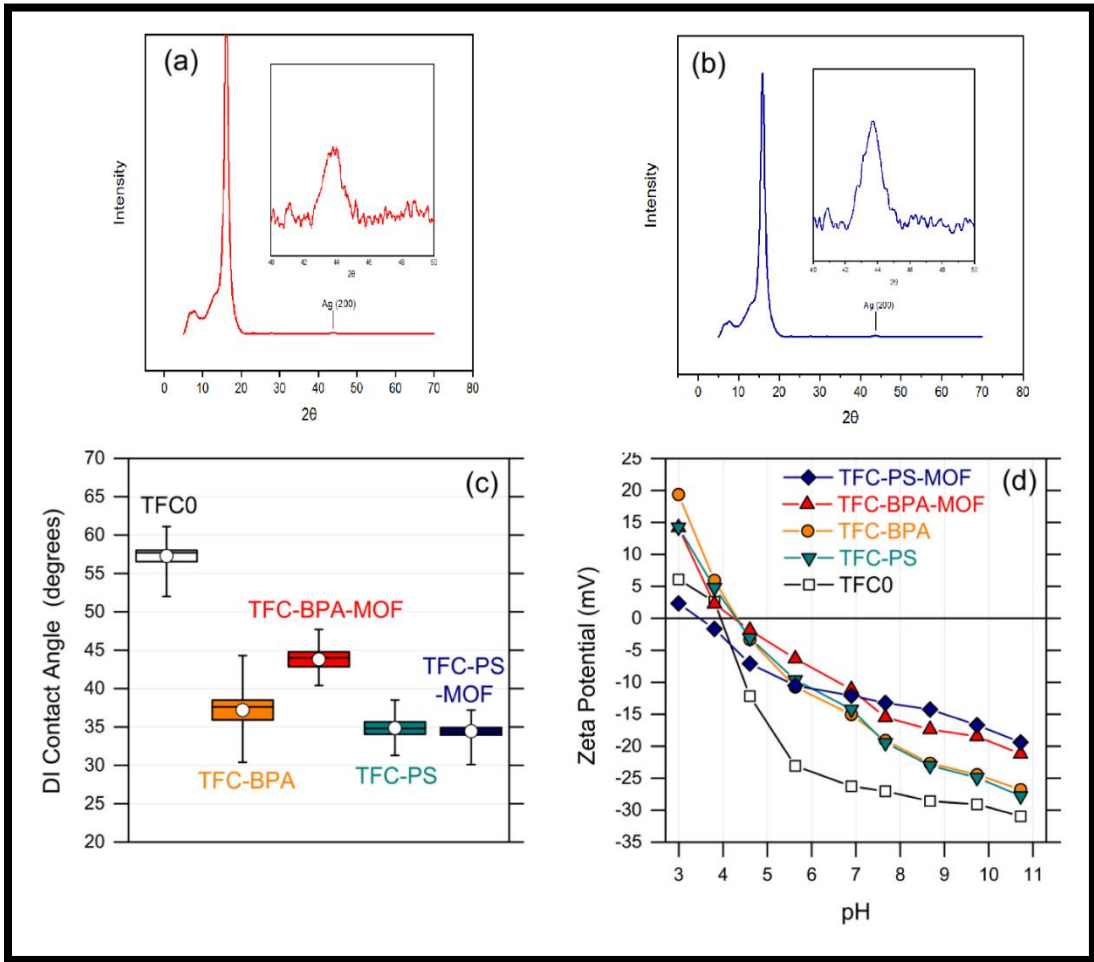 (a)
Intensity
40 42 44 46 48 50
2θ
Ag (200)
0 10 20 30 40 50 60 70 80
2θ
(b)
Intensity
40 42 44 46 48 50
2θ
Ag (200)
0 10 20 30 40 50 60 70 80
2θ
(c)
DI Contact Angle (degrees)
70
65
60
55
50
45
40
35
30
25
20
TFC0
TFC-BPA-MOF
TFC-PS
-MOF
TFC-BPA
TFC-PS
(d)
Zeta Potential (mV)
25
20
15
10
5
0
-5
-10
-15
-20
-25
-30
-35
TFC-PS-MOF
TFC-BPA-MOF
TFC-BPA
TFC-PS
TFC0
3 4 5 6 7 8 9 10 11
pH